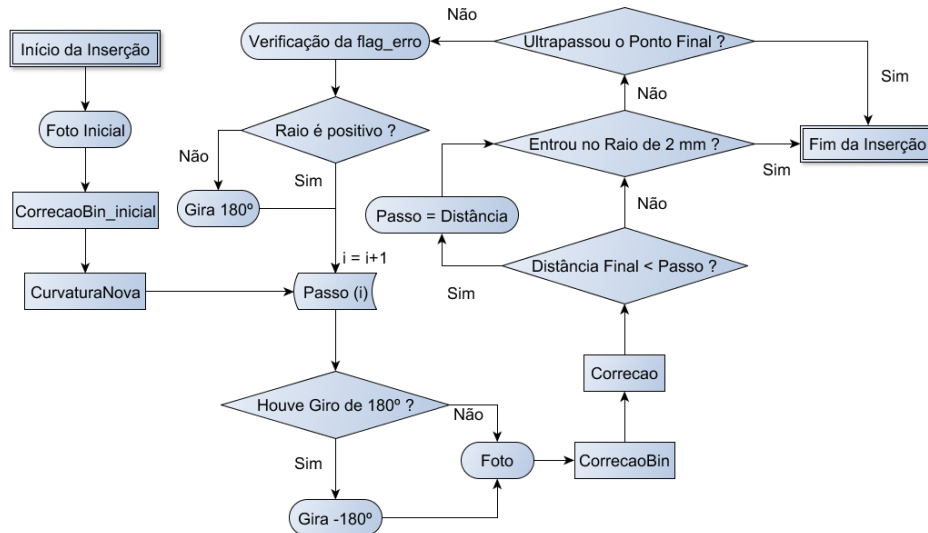 Início da Inserção
Foto Inicial
CorrecaoBin_inicial
CurvaturaNova
Verificação da flag_erro
Raio é positivo ?
Não
Sim
Gira 180º
i = i+1
Passo (i)
Houve Giro de 180º ?
Não
Sim
Gira -180º
Foto
CorrecaoBin
Correcao
Distância Final < Passo ?
Sim
Não
Passo = Distância
Entrou no Raio de 2 mm ?
Não
Sim
Ultrapassou o Ponto Final ?
Não
Sim
Fim da Inserção